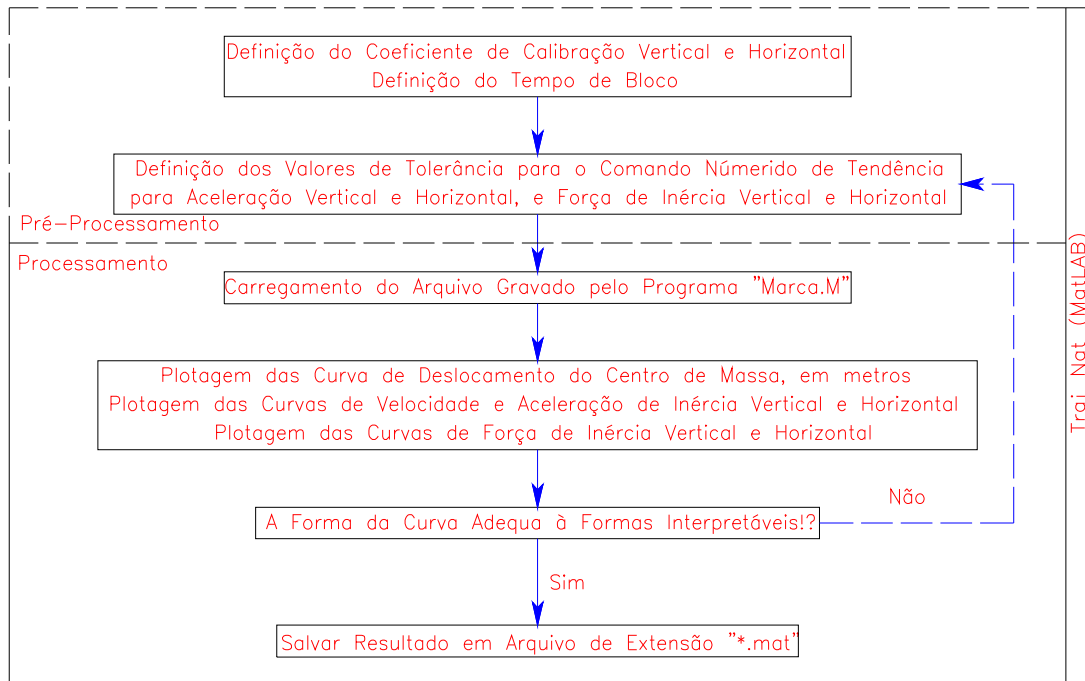 Definição do Coeficiente de Calibração Vertical e Horizontal
Definição do Tempo de Bloco
Definição dos Valores de Tolerância para o Comando Númerido de Tendência
para Aceleração Vertical e Horizontal, e Força de Inércia Vertical e Horizontal
Pré-Processamento
Processamento
Carregamento do Arquivo Gravado pelo Programa "Marca.M"
Plotagem das Curva de Deslocamento do Centro de Massa, em metros
Plotagem das Curvas de Velocidade e Aceleração de Inércia Vertical e Horizontal
Plotagem das Curvas de Força de Inércia Vertical e Horizontal
Não
A Forma da Curva Adequa à Formas Interpretáveis!?
Sim
Salvar Resultado em Arquivo de Extensão "*.mat"
Trai Nat (MatLAB)